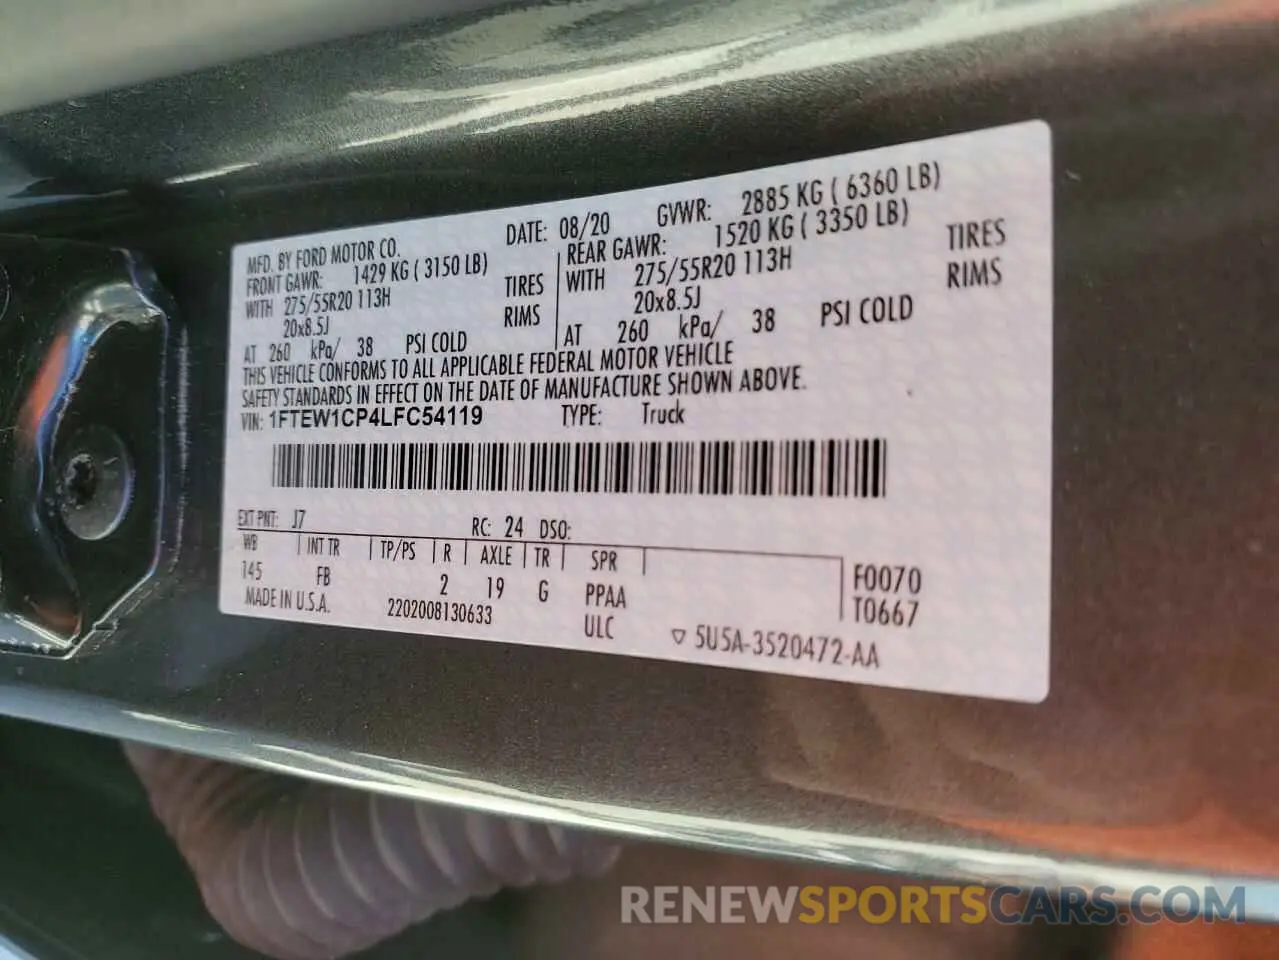 MFD. BY FORD MOTOR CO. DATE: 08/20 GVWR: 2885 KG ( 6360 LB)
FRONT GAWR: 1429 KG ( 3150 LB) REAR GAWR: 1520 KG ( 3350 LB)
WITH 275/55R20 113H TIRES WITH 275/55R20 113H TIRES
20x8.5J RIMS 20x8.5J RIMS
AT 260 kPa/ 38 PSI COLD AT 260 kPa/ 38 PSI COLD
THIS VEHICLE CONFORMS TO ALL APPLICABLE FEDERAL MOTOR VEHICLE
SAFETY STANDARDS IN EFFECT ON THE DATE OF MANUFACTURE SHOWN ABOVE.
VIN: 1FTEW1CP4LFC54119 TYPE: Truck
EXT PNT: J7 RC: 24 DSO:
WB INT TR TP/PS R AXLE TR SPR
145 FB 2 19 G PPAA F0070
MADE IN U.S.A. 2202008130633 ULC T0667
▽ 5U5A-3520472-AA
RENEWSPORTSCARS.COM